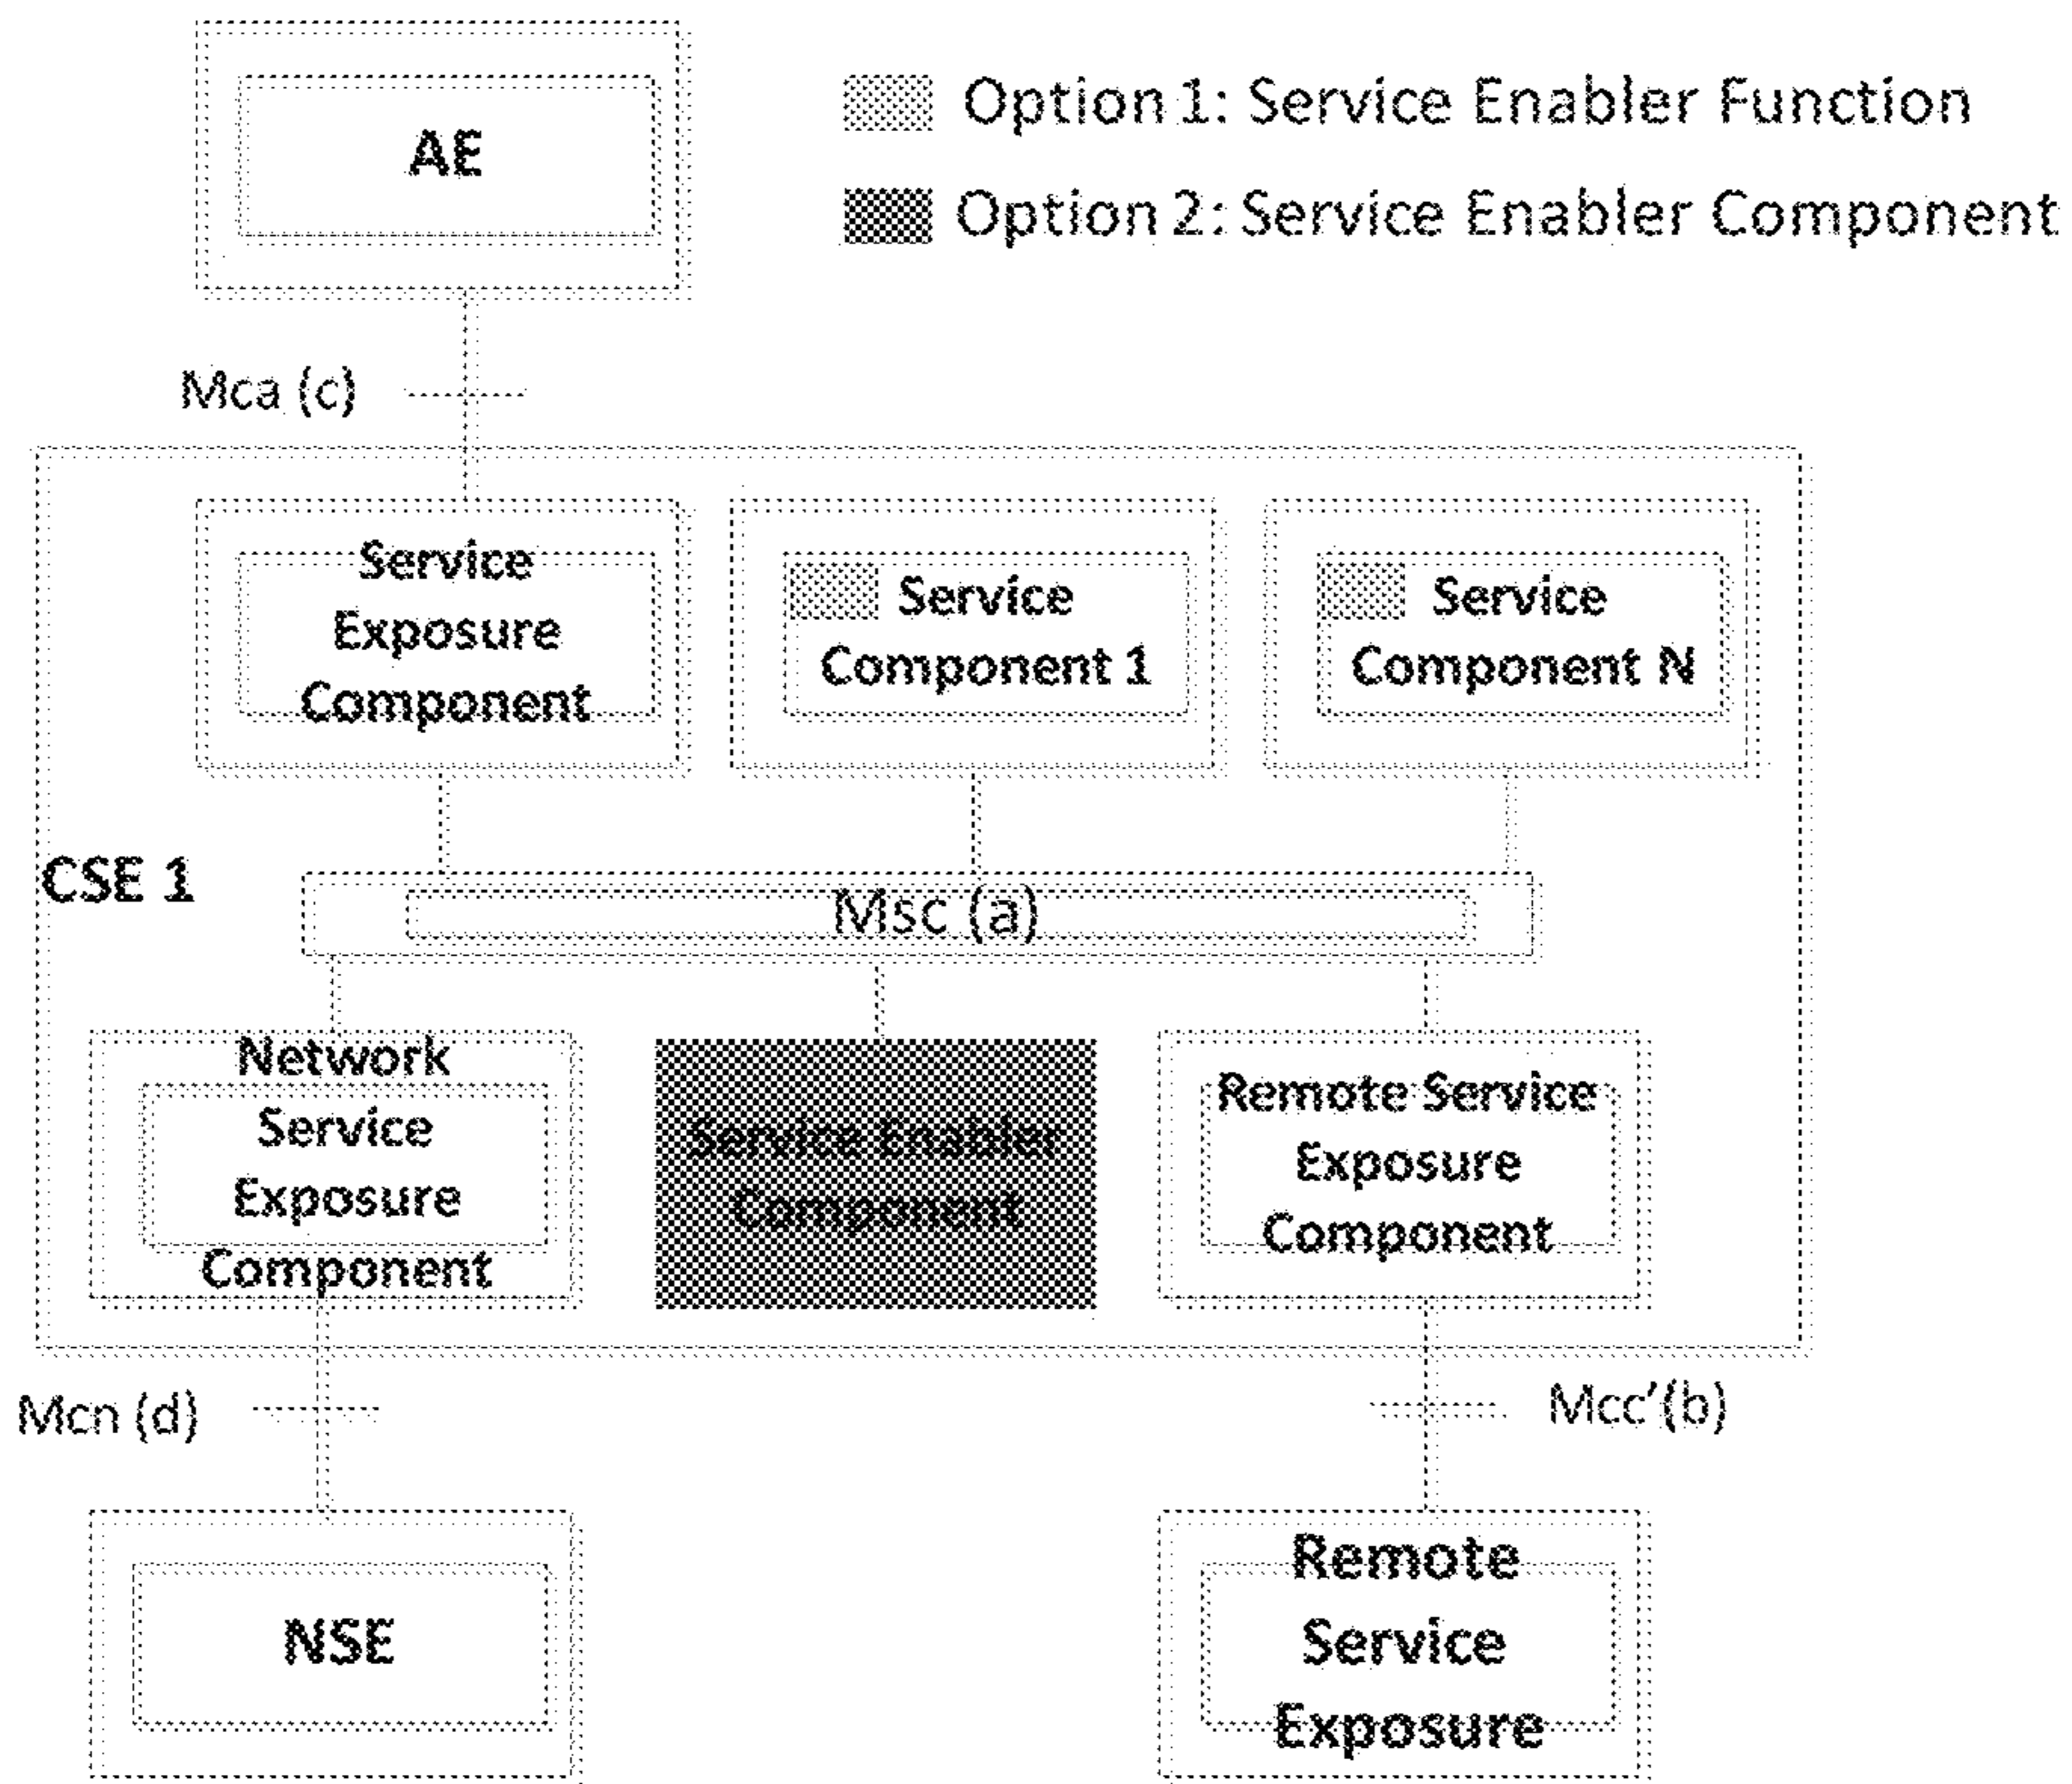 AE
Option 1: Service Enabler Function
Option 2: Service Enabler Component
Mca (c)
Service
Exposure
Component
Service
Component 1
Service
Component N
CSE 1
Msc (a)
Network
Service
Exposure
Component
Service Enabler
Component
Remote Service
Exposure
Component
Mcn (d)
Mcc'(b)
NSE
Remote
Service
Exposure